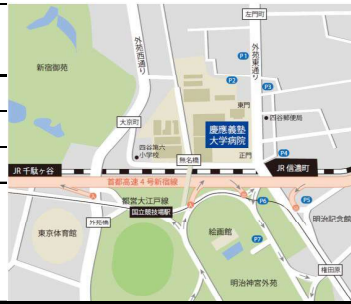 左門町
外苑西通り
外苑東通り
P1
新宿御苑
P2
P3
東門
大京町
慶應義塾
大学病院
四谷郵便局
四谷第六
小学校
無名橋
正門
P4
JR 千駄ヶ谷
JR 信濃町
首都高速 4 号新宿線
都営大江戸線
国立競技場駅
P6
P5
外苑橋
明治記念館
東京体育館
絵画館
P7
権田原
明治神宮外苑